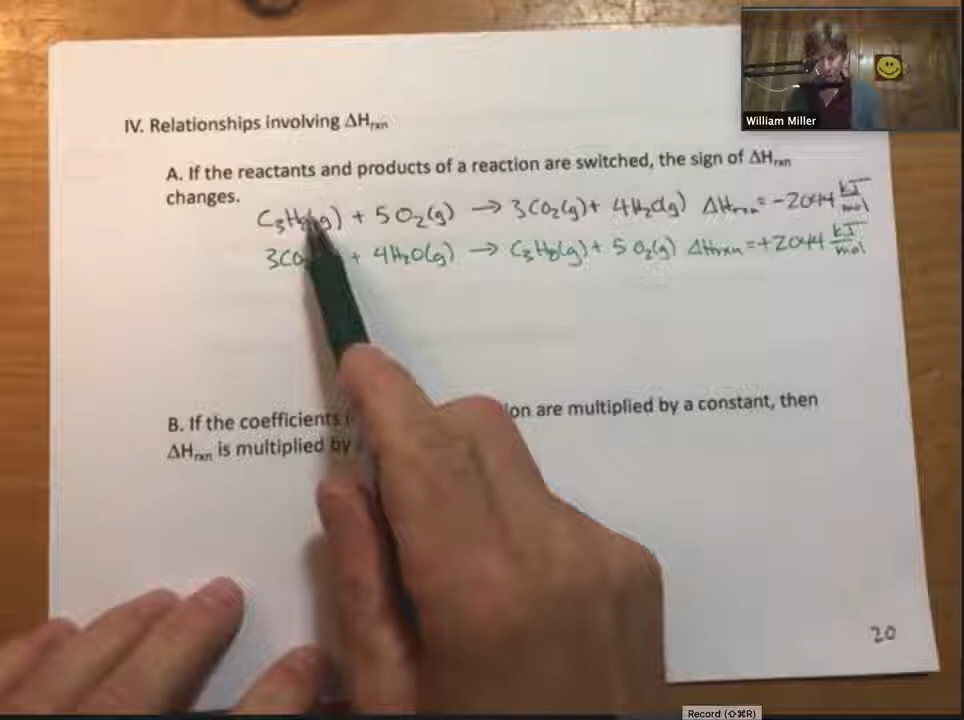 William Miller
IV. Relationships involving ΔHrxn
A. If the reactants and products of a reaction are switched, the sign of ΔHrxn
changes.
C3H8(g) + 5O2(g) → 3CO2(g) + 4H2O(g) ΔHrxn = -2044 kJ/mol
3CO + 4H2O(g) → C3H8(g) + 5O2(g) ΔHrxn = +2044 kJ/mol
B. If the coefficients are multiplied by a constant, then
ΔHrxn is multiplied by
20
Record (⇧⌘R)